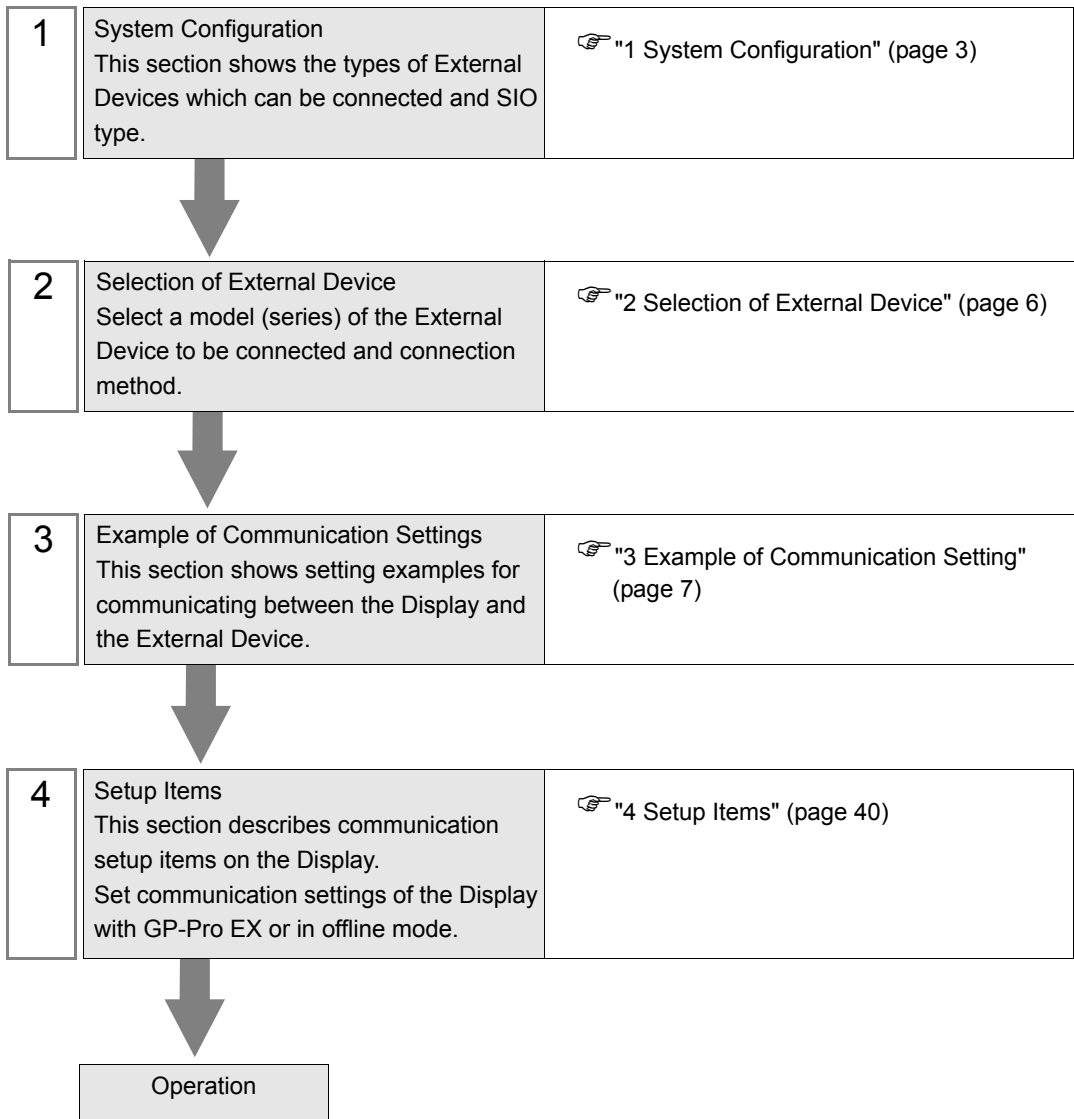 1
System Configuration
This section shows the types of External
Devices which can be connected and SIO
type.
"1 System Configuration" (page 3)
2
Selection of External Device
Select a model (series) of the External
Device to be connected and connection
method.
"2 Selection of External Device" (page 6)
3
Example of Communication Settings
This section shows setting examples for
communicating between the Display and
the External Device.
"3 Example of Communication Setting"
(page 7)
4
Setup Items
This section describes communication
setup items on the Display.
Set communication settings of the Display
with GP-Pro EX or in offline mode.
"4 Setup Items" (page 40)
Operation